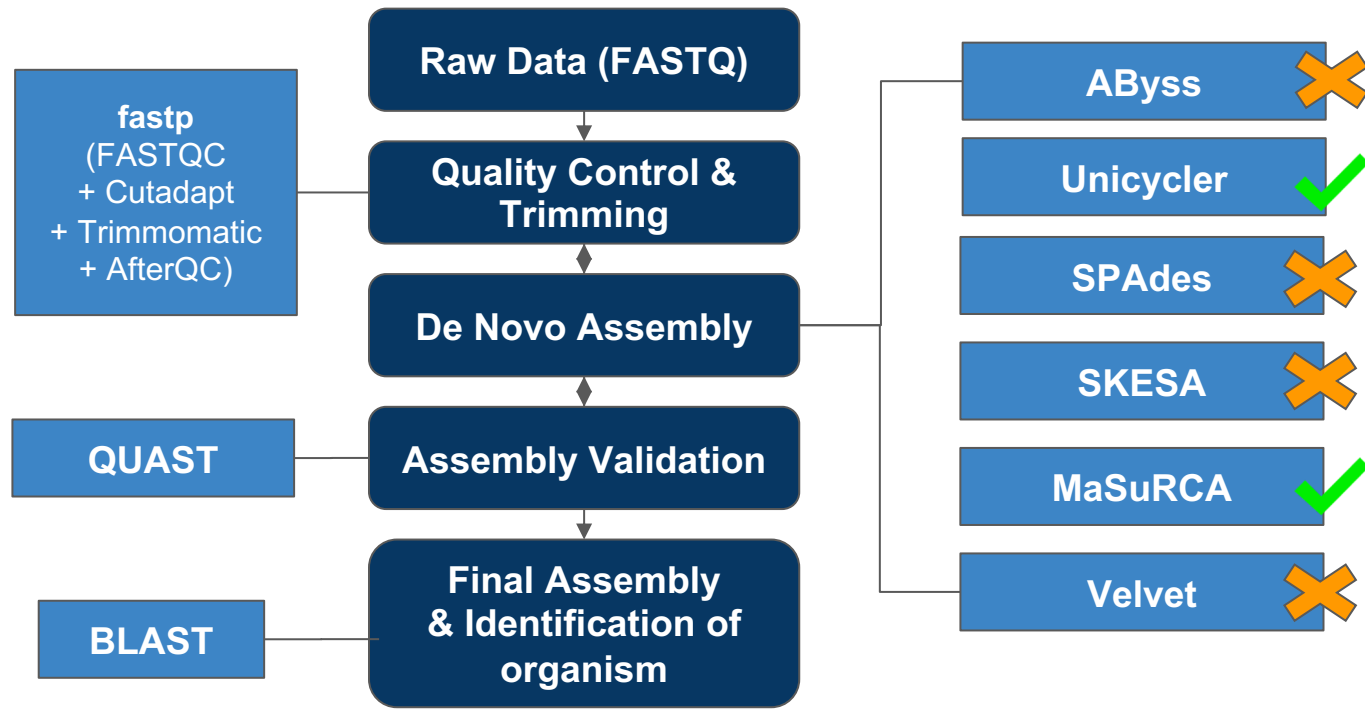 Raw Data (FASTQ)
fastp
(FASTQC
+ Cutadapt
+ Trimmomatic
+ AfterQC)
Quality Control &
Trimming
De Novo Assembly
QUAST
Assembly Validation
BLAST
Final Assembly
& Identification of
organism
AByss
Unicycler
SPAdes
SKESA
MaSuRCA
Velvet